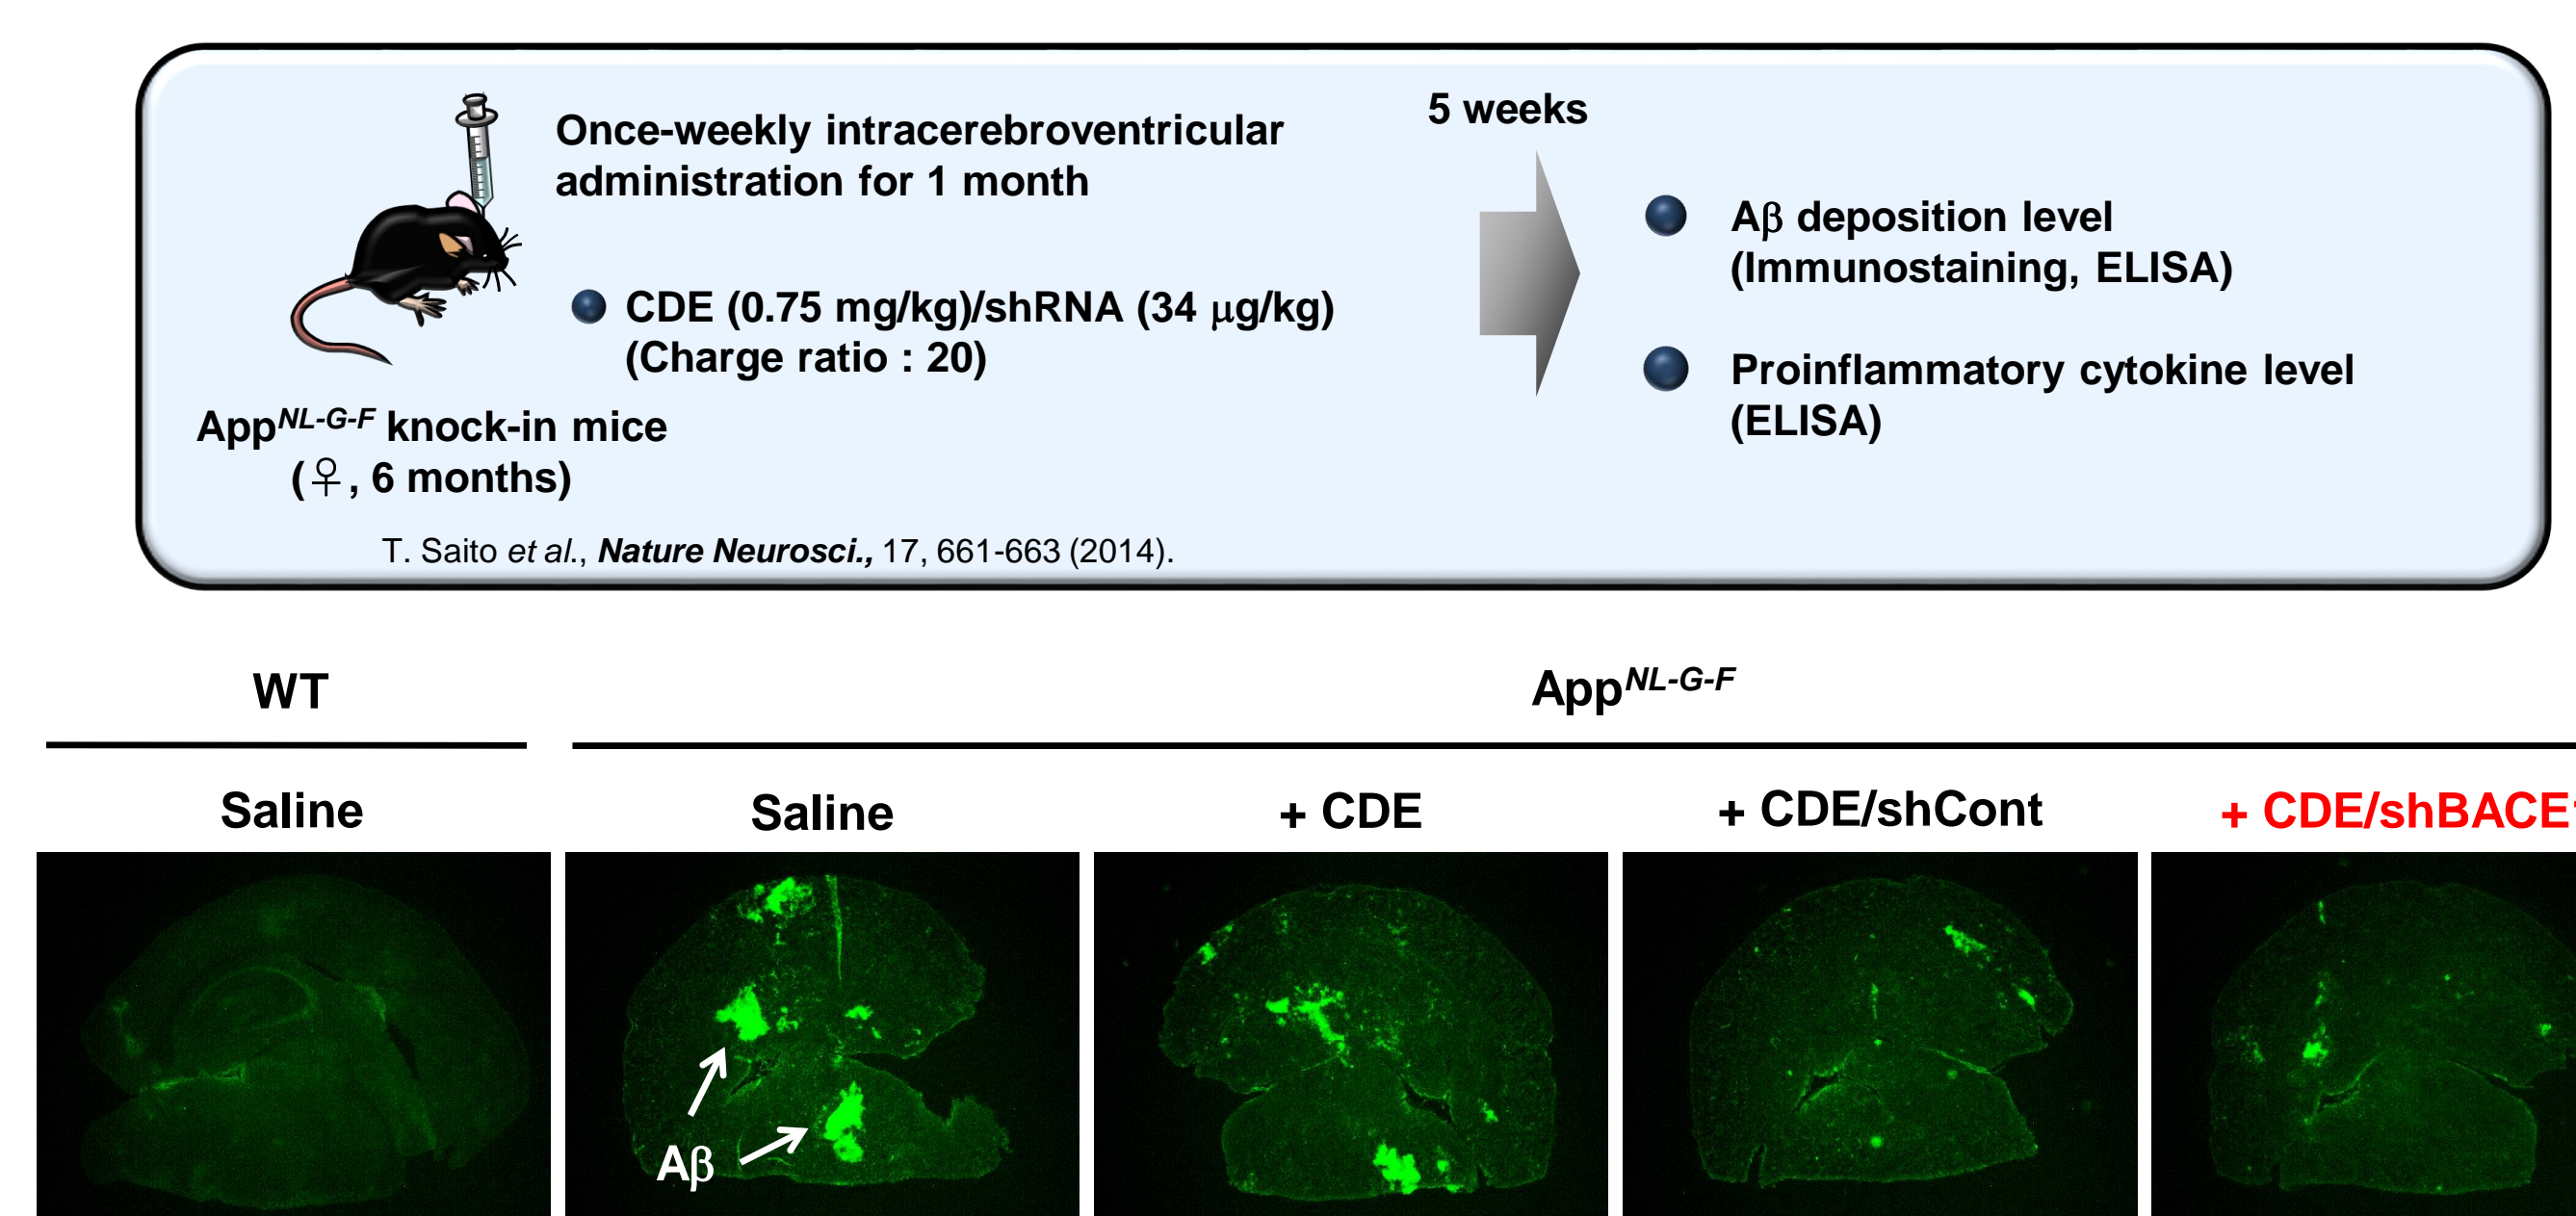 Once-weekly intracerebroventricular
administration for 1 month
CDE (0.75 mg/kg)/shRNA (34 μg/kg)
(Charge ratio : 20)
App^NL-G-F knock-in mice
(♀, 6 months)
T. Saito et al., Nature Neurosci., 17, 661-663 (2014).
5 weeks
Aβ deposition level
(Immunostaining, ELISA)
Proinflammatory cytokine level
(ELISA)
WT
App^NL-G-F
Saline
Saline
+ CDE
+ CDE/shCont
+ CDE/shBACE
Aβ